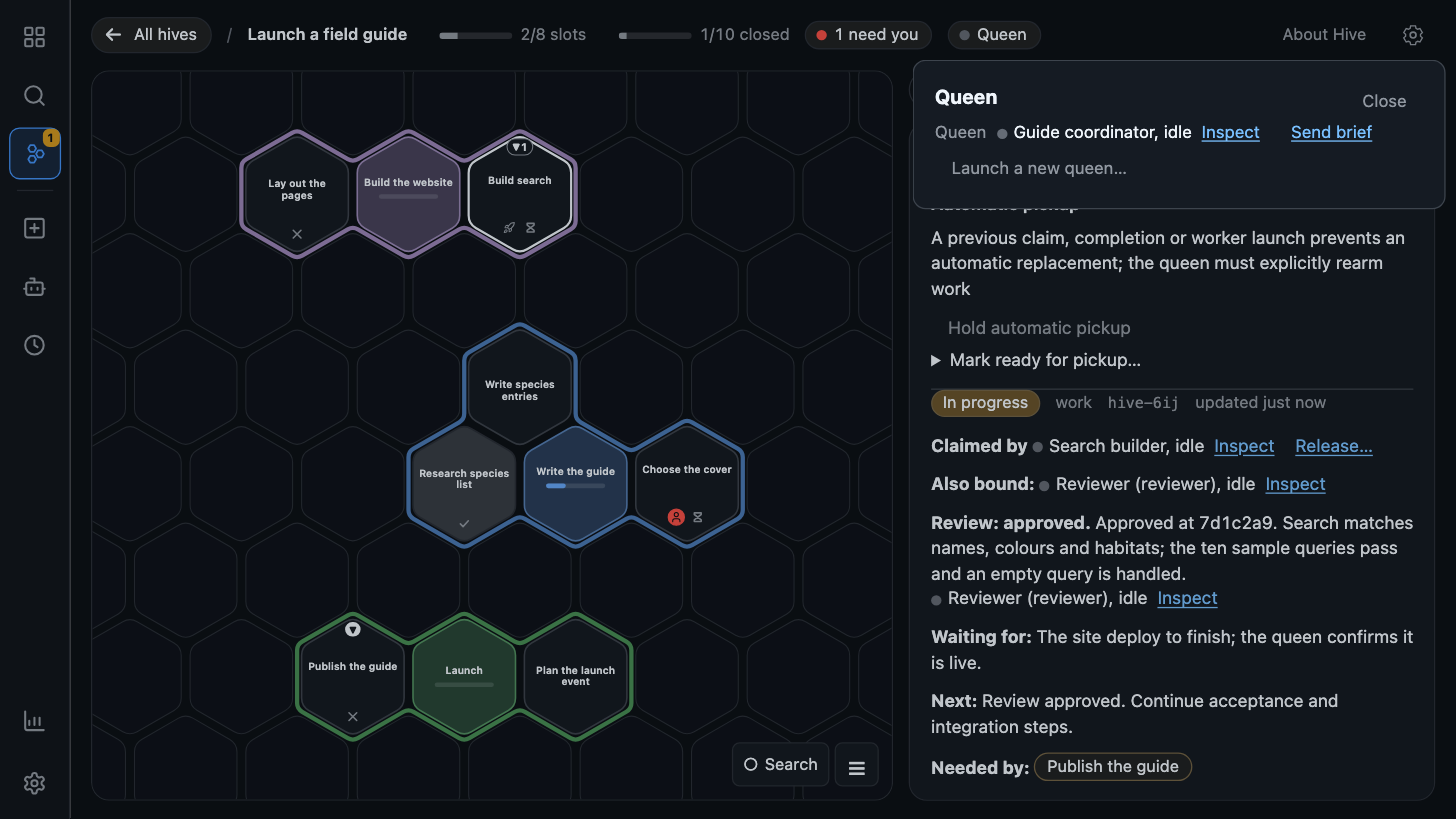 All hives / Launch a field guide 2/8 slots 1/10 closed 1 need you Queen About Hive
1
Queen
Close
Queen Guide coordinator, idle Inspect Send brief
Launch a new queen...
A previous claim, completion or worker launch prevents an
automatic replacement; the queen must explicitly rearm
work
Hold automatic pickup
Mark ready for pickup...
In progress work hive-6ij updated just now
Claimed by Search builder, idle Inspect Release...
Also bound: Reviewer (reviewer), idle Inspect
Review: approved. Approved at 7d1c2a9. Search matches
names, colours and habitats; the ten sample queries pass
and an empty query is handled.
Reviewer (reviewer), idle Inspect
Waiting for: The site deploy to finish; the queen confirms it
is live.
Next: Review approved. Continue acceptance and
integration steps.
Needed by: Publish the guide
Lay out the
pages
Build the website
1
Build search
Write species
entries
Research species
list
Write the guide
Choose the cover
Publish the guide
Launch
Plan the launch
event
Search